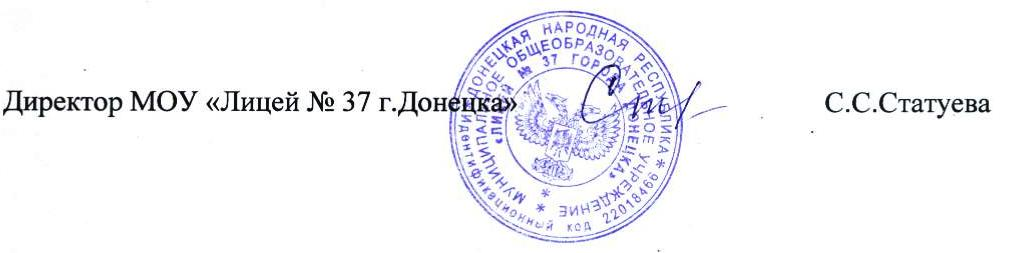 Директор МОУ «Лицей № 37 г.Донецка» С.С.Статуева
ДОНЕЦКАЯ НАРОДНАЯ РЕСПУБЛИКА *
идентификационный код 22018466 *
МУНИЦИПАЛЬНОЕ ОБЩЕОБРАЗОВАТЕЛЬНОЕ УЧРЕЖДЕНИЕ *
«ЛИЦЕЙ № 37 ГОРОДА ДОНЕЦКА» *